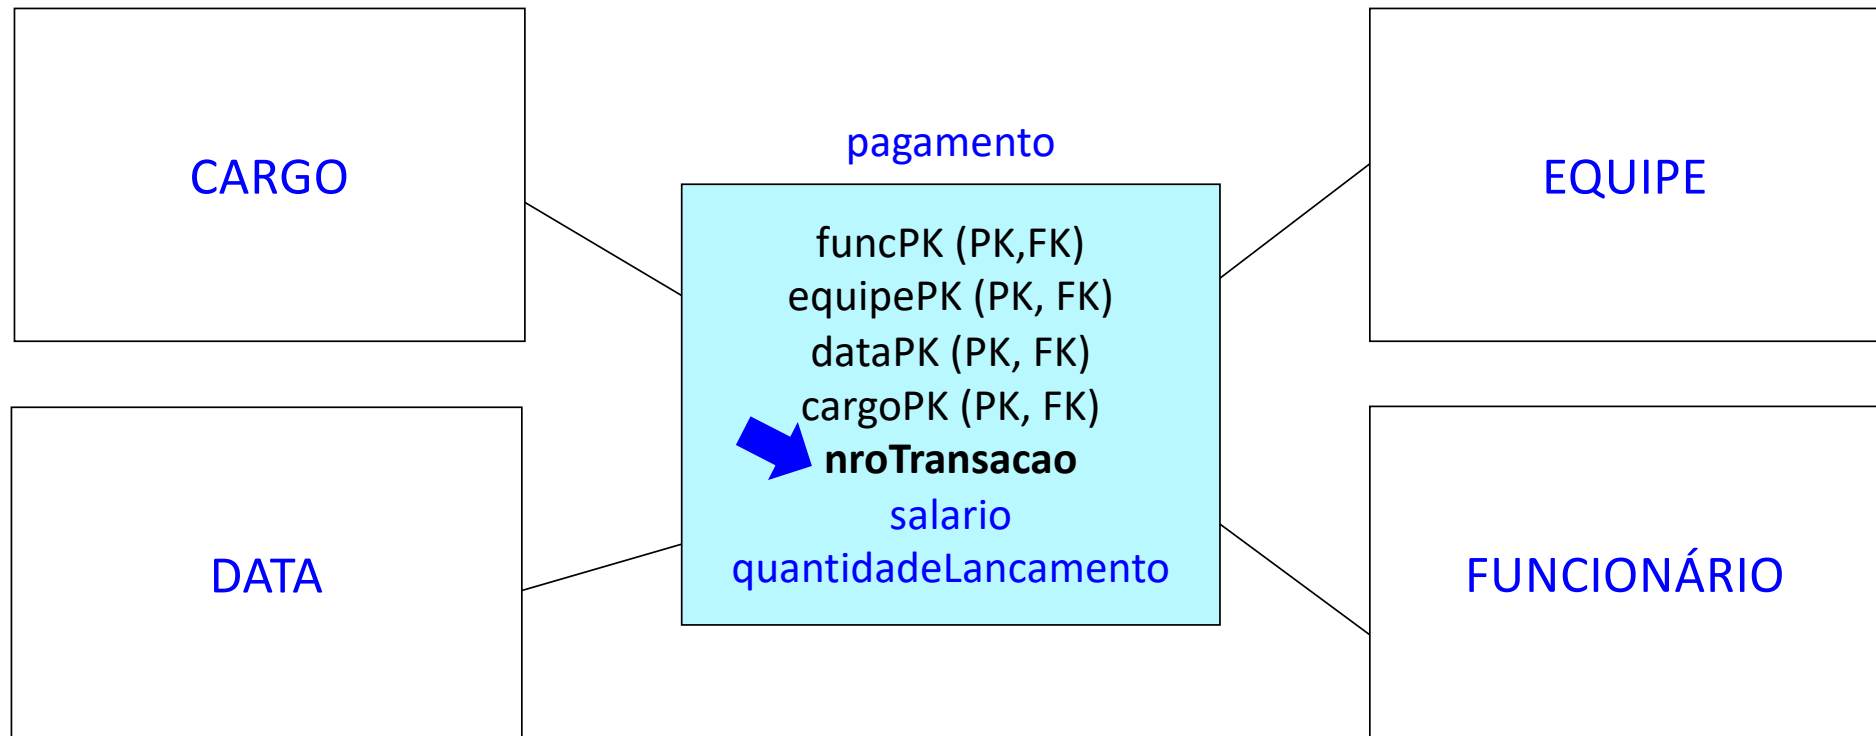 CARGO
pagamento
EQUIPE
funcPK (PK,FK)
equipePK (PK, FK)
dataPK (PK, FK)
cargoPK (PK, FK)
nroTransacao
salario
quantidadeLancamento
DATA
FUNCIONÁRIO